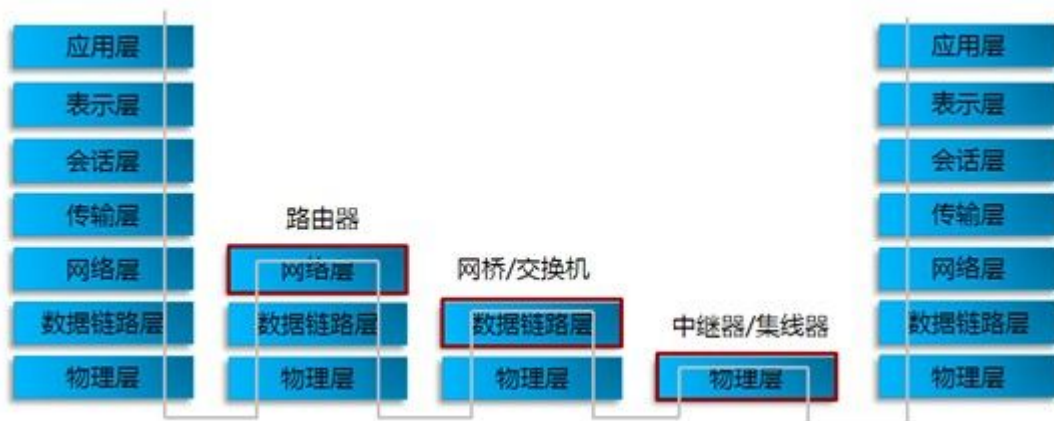 应用层
表示层
会话层
传输层
网络层
数据链路层
物理层
路由器
网络层
数据链路层
物理层
网桥/交换机
数据链路层
物理层
中继器/集线器
物理层
应用层
表示层
会话层
传输层
网络层
数据链路层
物理层